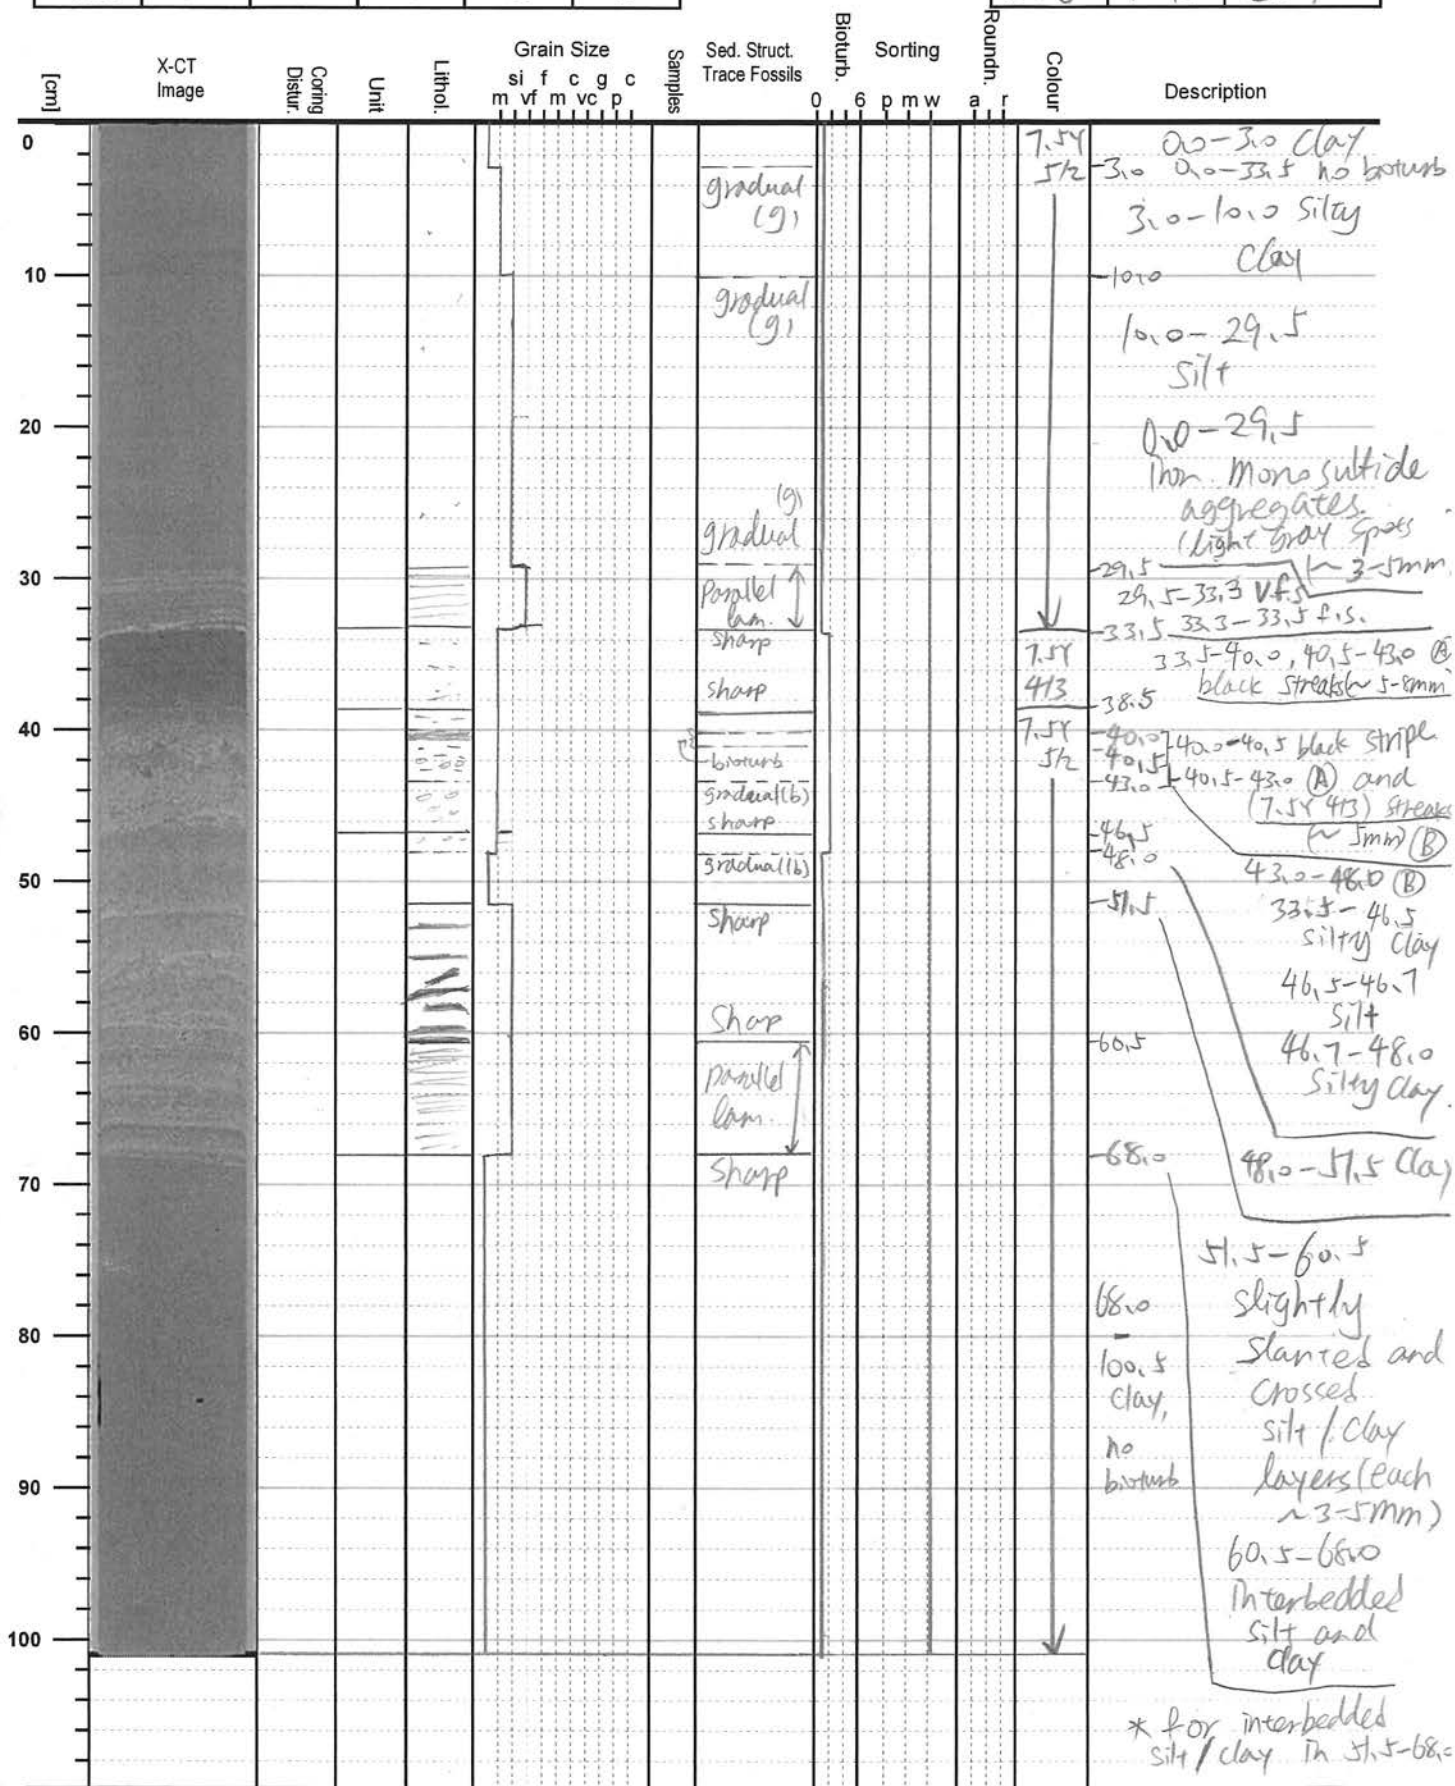 [cm]
X-CT
Image
Coring
Distur.
Unit
Lithol.
Grain Size
si f c g c
m vf m vc p
Samples
Sed. Struct.
Trace Fossils
Bioturb.
0 6
Sorting
p m w
Roundn.
a r
Colour
Description
0
10
20
30
40
50
60
70
80
90
100
gradual
(g)
gradual
(g)
(g)
gradual
Parallel
lam.
sharp
sharp
bioturb
gradual(b)
sharp
gradual(b)
Sharp
Sharp
parallel
lam.
Sharp
7.5Y
5/2
7.5Y
4/3
7.5Y
5/2
3.0
10.0
29.5
33.5
38.5
40.0
40.5
43.0
46.5
48.0
51.5
60.5
68.0
0.0-3.0 Clay
0.0-33.5 no bioturb
3.0-10.0 Silty
Clay
10.0-29.5
Silt
0.0-29.5
Iron monosulfide
aggregates.
(light gray spots
~3-5mm
29.5-33.3 v.f.s
33.3-33.5 f.s.
33.5-40.0, 40.5-43.0 Ⓐ
black streaks ~5-8mm
40.0-40.5 black stripe
40.5-43.0 Ⓐ and
(7.5Y 4/3) streaks
(~5mm) Ⓑ
43.0-48.0 Ⓑ
33.5-46.5
Silty Clay
46.5-46.7
Silt
46.7-48.0
Silty Clay.
48.0-51.5 Clay
51.5-60.5
slightly
slanted and
crossed
silt/clay
layers (each
~3-5mm)
60.5-68.0
Interbedded
silt and
clay
68.0
-
100.5
Clay,
no
bioturb
* for interbedded
silt/clay in 51.5-68.0